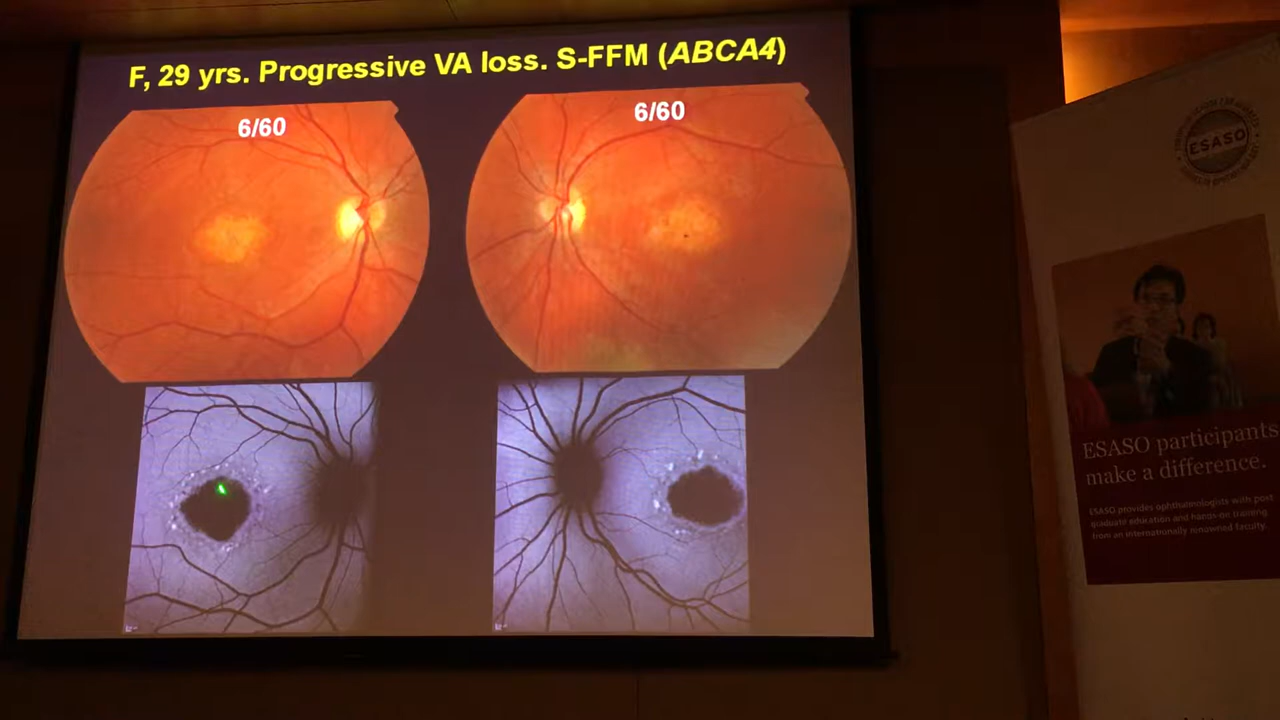 F, 29 yrs. Progressive VA loss. S-FFM (ABCA4)
6/60
6/60
ESASO
ESASO participants
make a difference.
ESASO provides ophthalmologists with post
graduate education and hands-on training
from an internationally renowned faculty.